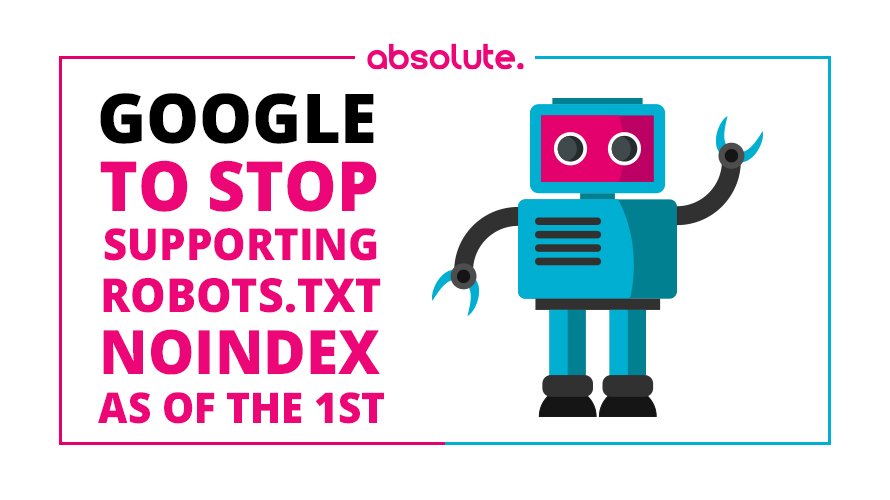 absolute.
GOOGLE
TO STOP
SUPPORTING
ROBOTS.TXT
NOINDEX
AS OF THE 1ST